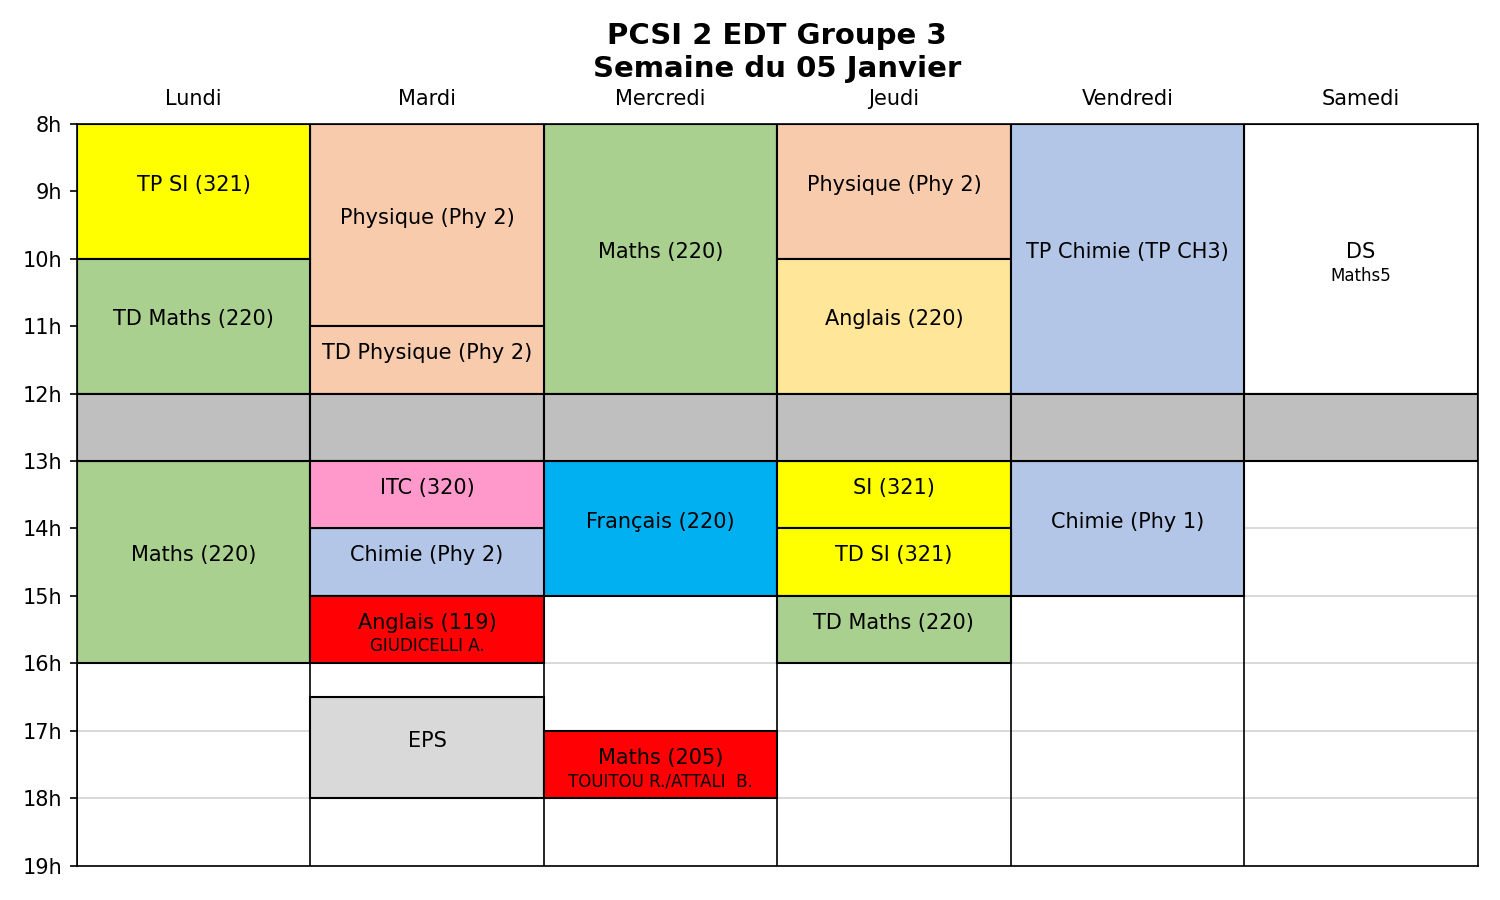 PCSI 2 EDT Groupe 3
Semaine du 05 Janvier
Lundi Mardi Mercredi Jeudi Vendredi Samedi
8h
TP SI (321)
Physique (Phy 2)
9h
Physique (Phy 2)
Maths (220)
TP Chimie (TP CH3)
DS
Maths5
10h
TD Maths (220)
Anglais (220)
11h
TD Physique (Phy 2)
12h
13h
ITC (320)
SI (321)
Français (220)
Chimie (Phy 1)
14h
Maths (220)
Chimie (Phy 2)
TD SI (321)
15h
Anglais (119)
GIUDICELLI A.
TD Maths (220)
16h
EPS
17h
Maths (205)
TOUITOU R./ATTALI  B.
18h
19h